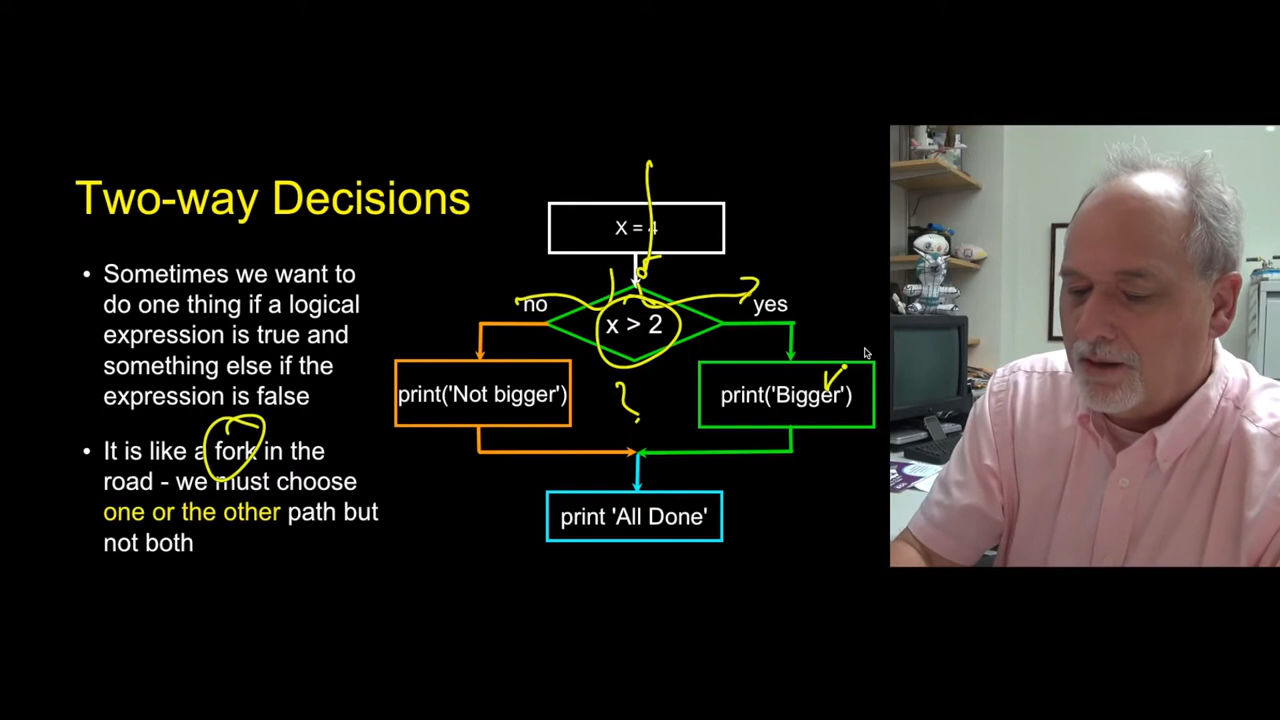 Two-way Decisions
• Sometimes we want to
do one thing if a logical
expression is true and
something else if the
expression is false
• It is like a fork in the
road - we must choose
one or the other path but
not both
X = 4
no
x > 2
yes
print('Not bigger')
?
print('Bigger')
print 'All Done'